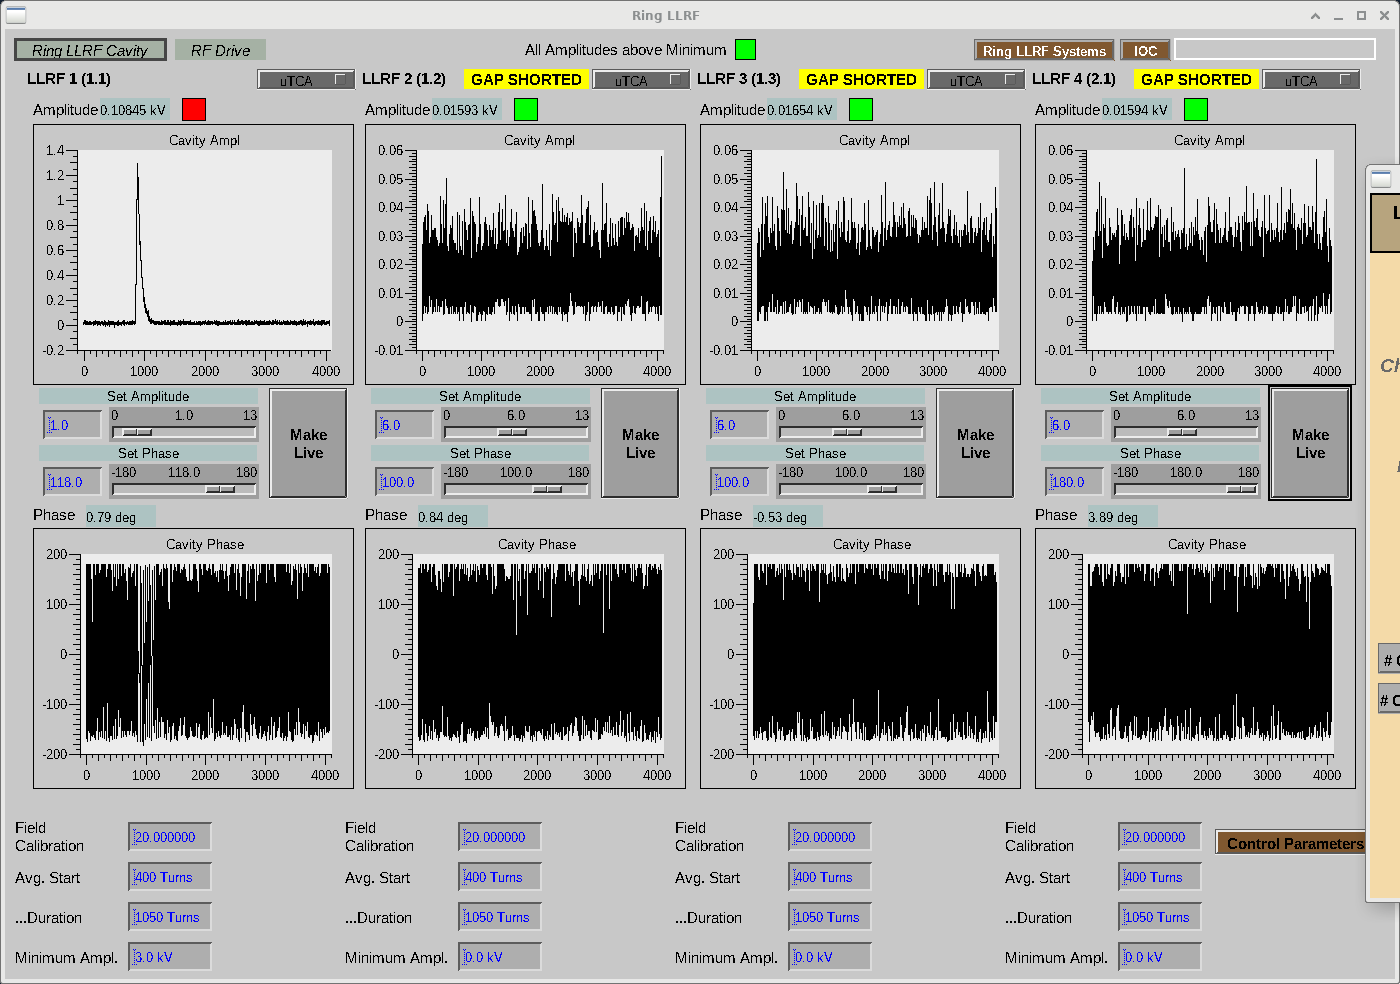 Ring LLRF
Ring LLRF Cavity RF Drive All Amplitudes above Minimum Ring LLRF Systems IOC
LLRF 1 (1.1) uTCA LLRF 2 (1.2) GAP SHORTED uTCA LLRF 3 (1.3) GAP SHORTED uTCA LLRF 4 (2.1) GAP SHORTED uTCA
Amplitude 0.10845 kV Amplitude 0.01593 kV Amplitude 0.01654 kV Amplitude 0.01594 kV
Cavity Ampl
1.4
1.2
1
0.8
0.6
0.4
0.2
0
-0.2
0 1000 2000 3000 4000
Cavity Ampl
0.06
0.05
0.04
0.03
0.02
0.01
0
-0.01
0 1000 2000 3000 4000
Cavity Ampl
0.06
0.05
0.04
0.03
0.02
0.01
0
-0.01
0 1000 2000 3000 4000
Cavity Ampl
0.06
0.05
0.04
0.03
0.02
0.01
0
-0.01
0 1000 2000 3000 4000
Set Amplitude
1.0 0 1.0 13
Set Phase
118.0 -180 118.0 180
Make
Live
Set Amplitude
6.0 0 6.0 13
Set Phase
100.0 -180 100.0 180
Make
Live
Set Amplitude
6.0 0 6.0 13
Set Phase
100.0 -180 100.0 180
Make
Live
Set Amplitude
6.0 0 6.0 13
Set Phase
180.0 -180 180.0 180
Make
Live
Phase 0.79 deg Phase 0.84 deg Phase -0.53 deg Phase 3.89 deg
Cavity Phase
200
100
0
-100
-200
0 1000 2000 3000 4000
Cavity Phase
200
100
0
-100
-200
0 1000 2000 3000 4000
Cavity Phase
200
100
0
-100
-200
0 1000 2000 3000 4000
Cavity Phase
200
100
0
-100
-200
0 1000 2000 3000 4000
Field
Calibration 20.000000
Avg. Start 400 Turns
...Duration 1050 Turns
Minimum Ampl. 3.0 kV
Field
Calibration 20.000000
Avg. Start 400 Turns
...Duration 1050 Turns
Minimum Ampl. 0.0 kV
Field
Calibration 20.000000
Avg. Start 400 Turns
...Duration 1050 Turns
Minimum Ampl. 0.0 kV
Field
Calibration 20.000000
Avg. Start 400 Turns
...Duration 1050 Turns
Minimum Ampl. 0.0 kV
Control Parameters